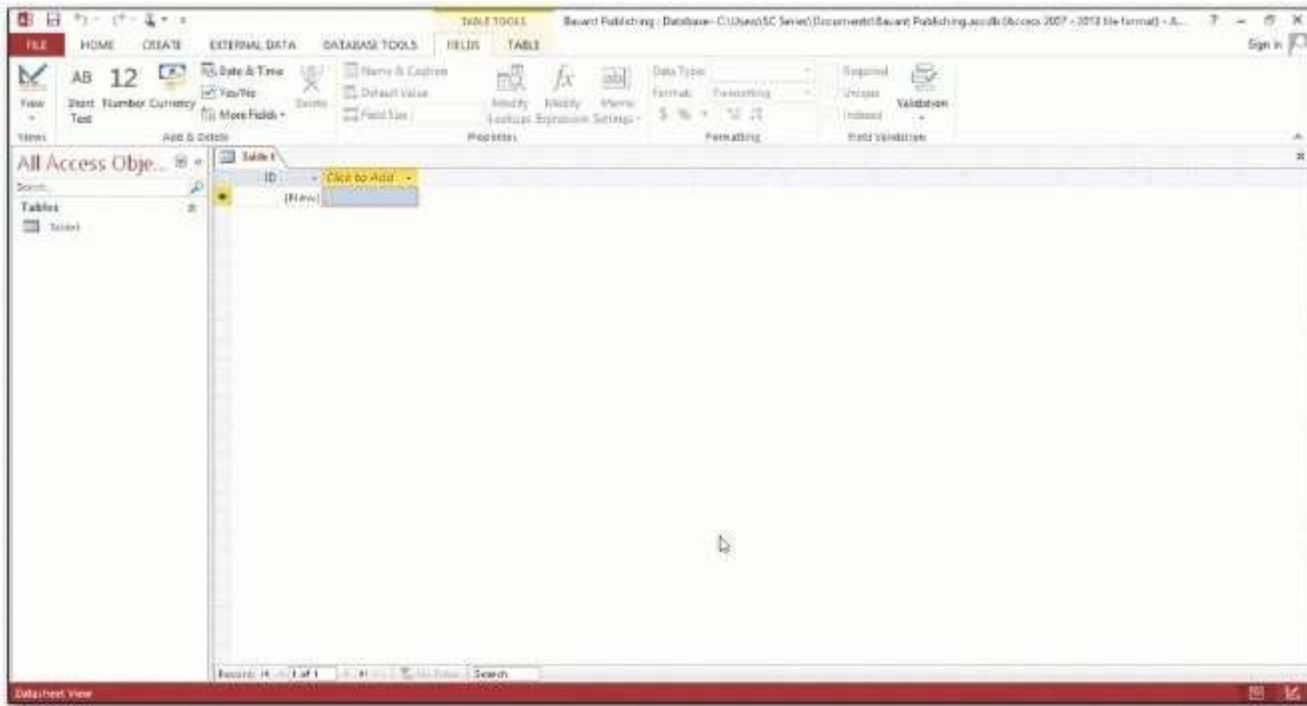 TABLE TOOLS Bavant Publishing : Database- C:\Users\SC Series\Documents\Bavant Publishing.accdb (Access 2007 - 2013 file format) - A...
FILE HOME CREATE EXTERNAL DATA DATABASE TOOLS FIELDS TABLE Sign in
View
AB
Short Text
12
Number
Currency
Date & Time
Yes/No
More Fields
Delete
Name & Caption
Default Value
Field Size
Modify Lookups
Modify Expression
Memo Settings
Data Type:
Format: Formatting
$ %
Required
Unique
Indexed
Validation
Views Add & Delete Properties Formatting Field Validation
All Access Obje...
Search...
Tables
Table1
Table1
ID Click to Add
(New)
Record: 1 of 1 No Filter Search
Datasheet View